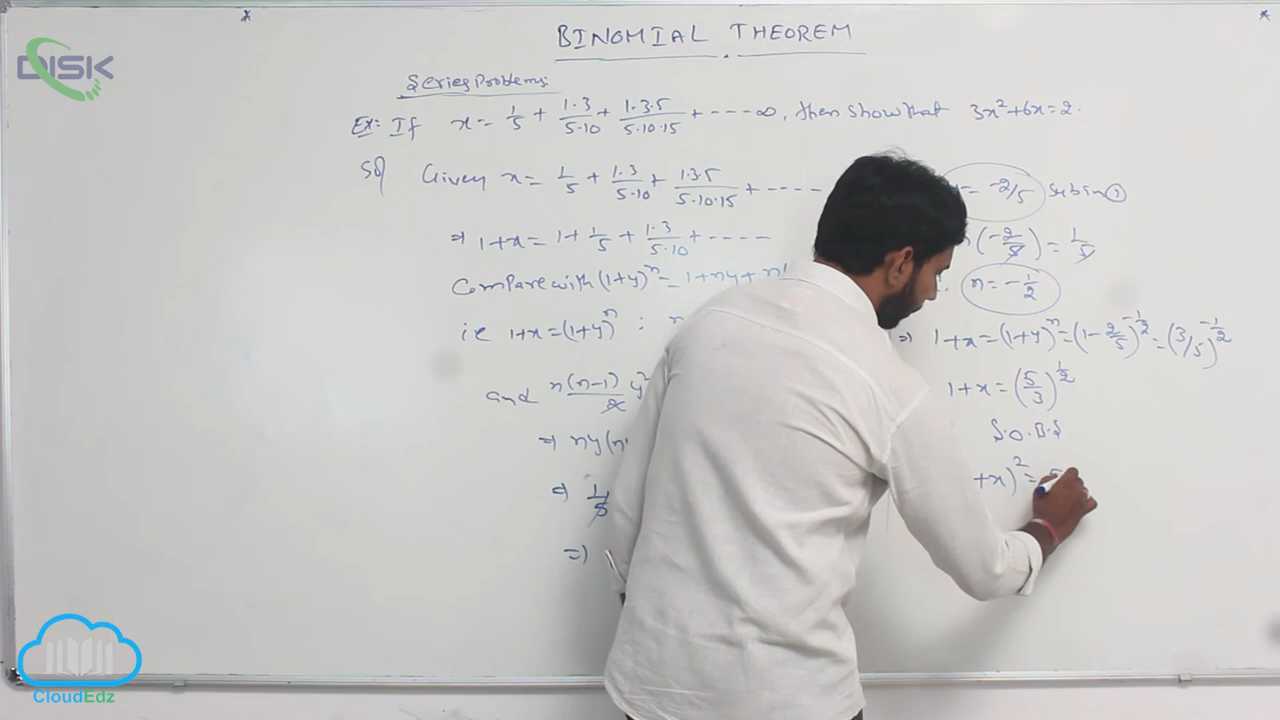 BINOMIAL THEOREM
DISK
Series Problems:
Ex: If x = 1/5 + 1·3/5·10 + 1·3·5/5·10·15 + ----∞, then show that 3x²+6x=2.
Sol Given x = 1/5 + 1·3/5·10 + 1·3·5/5·10·15 + ----
⇒ 1+x = 1 + 1/5 + 1·3/5·10 + ----
Compare with (1+y)ⁿ = 1+ny+
ie 1+x=(1+y)ⁿ :
and n(n-1)/2 y²
⇒ ny(n
⇒ 1/5
⇒
= -2/5 Sub in ①
(-2/5) = 1/5
n = -1/2
⇒ 1+x = (1+y)ⁿ = (1-2/5)^-1/2 = (3/5)^-1/2
1+x = (5/3)^1/2
S.O.B.S
+x)² =
CloudEdz